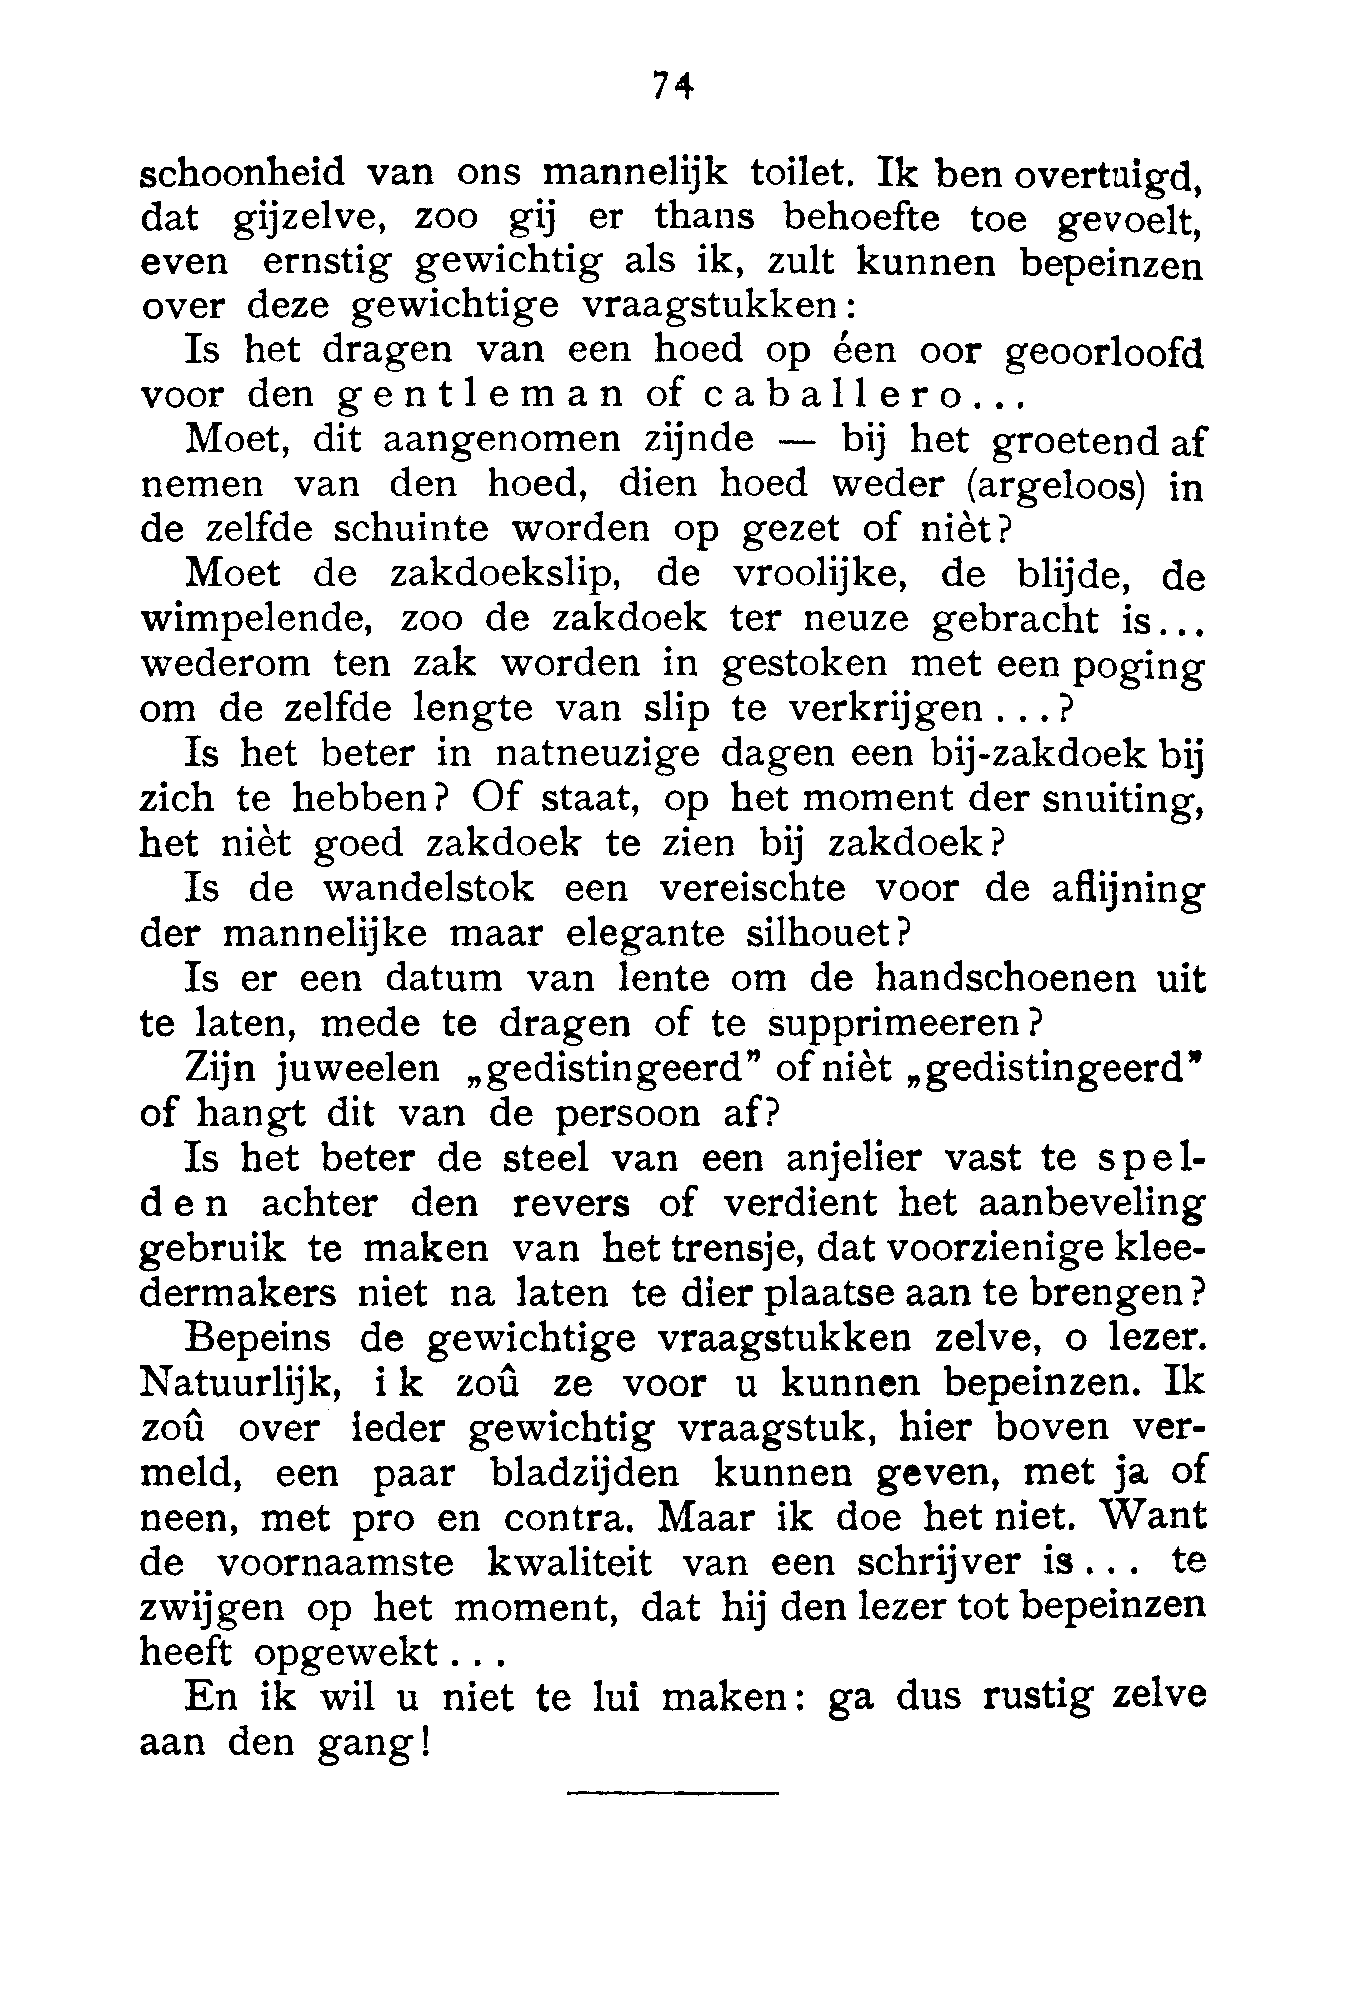 74
schoonheid van ons mannelijk toilet. Ik ben overtuigd,
dat gijzelve, zoo gij er thans behoefte toe gevoelt,
even ernstig gewichtig als ik, zult kunnen bepeinzen
over deze gewichtige vraagstukken:
Is het dragen van een hoed op éen oor geoorloofd
voor den g e n t l e m a n of c a b a l l e r o . . .
Moet, dit aangenomen zijnde — bij het groetend af
nemen van den hoed, dien hoed weder (argeloos) in
de zelfde schuinte worden op gezet of nièt?
Moet de zakdoekslip, de vroolijke, de blijde, de
wimpelende, zoo de zakdoek ter neuze gebracht is...
wederom ten zak worden in gestoken met een poging
om de zelfde lengte van slip te verkrijgen . . . ?
Is het beter in natneuzige dagen een bij-zakdoek bij
zich te hebben? Of staat, op het moment der snuiting,
het nièt goed zakdoek te zien bij zakdoek?
Is de wandelstok een vereischte voor de aflijning
der mannelijke maar elegante silhouet?
Is er een datum van lente om de handschoenen uit
te laten, mede te dragen of te supprimeeren?
Zijn juweelen „gedistingeerd” of nièt „gedistingeerd”
of hangt dit van de persoon af?
Is het beter de steel van een anjelier vast te s p e l-
d e n achter den revers of verdient het aanbeveling
gebruik te maken van het trensje, dat voorzienige klee-
dermakers niet na laten te dier plaatse aan te brengen?
Bepeins de gewichtige vraagstukken zelve, o lezer.
Natuurlijk, i k zoû ze voor u kunnen bepeinzen. Ik
zoû over ieder gewichtig vraagstuk, hier boven ver-
meld, een paar bladzijden kunnen geven, met ja of
neen, met pro en contra. Maar ik doe het niet. Want
de voornaamste kwaliteit van een schrijver is . . . te
zwijgen op het moment, dat hij den lezer tot bepeinzen
heeft opgewekt . . .
En ik wil u niet te lui maken: ga dus rustig zelve
aan den gang!